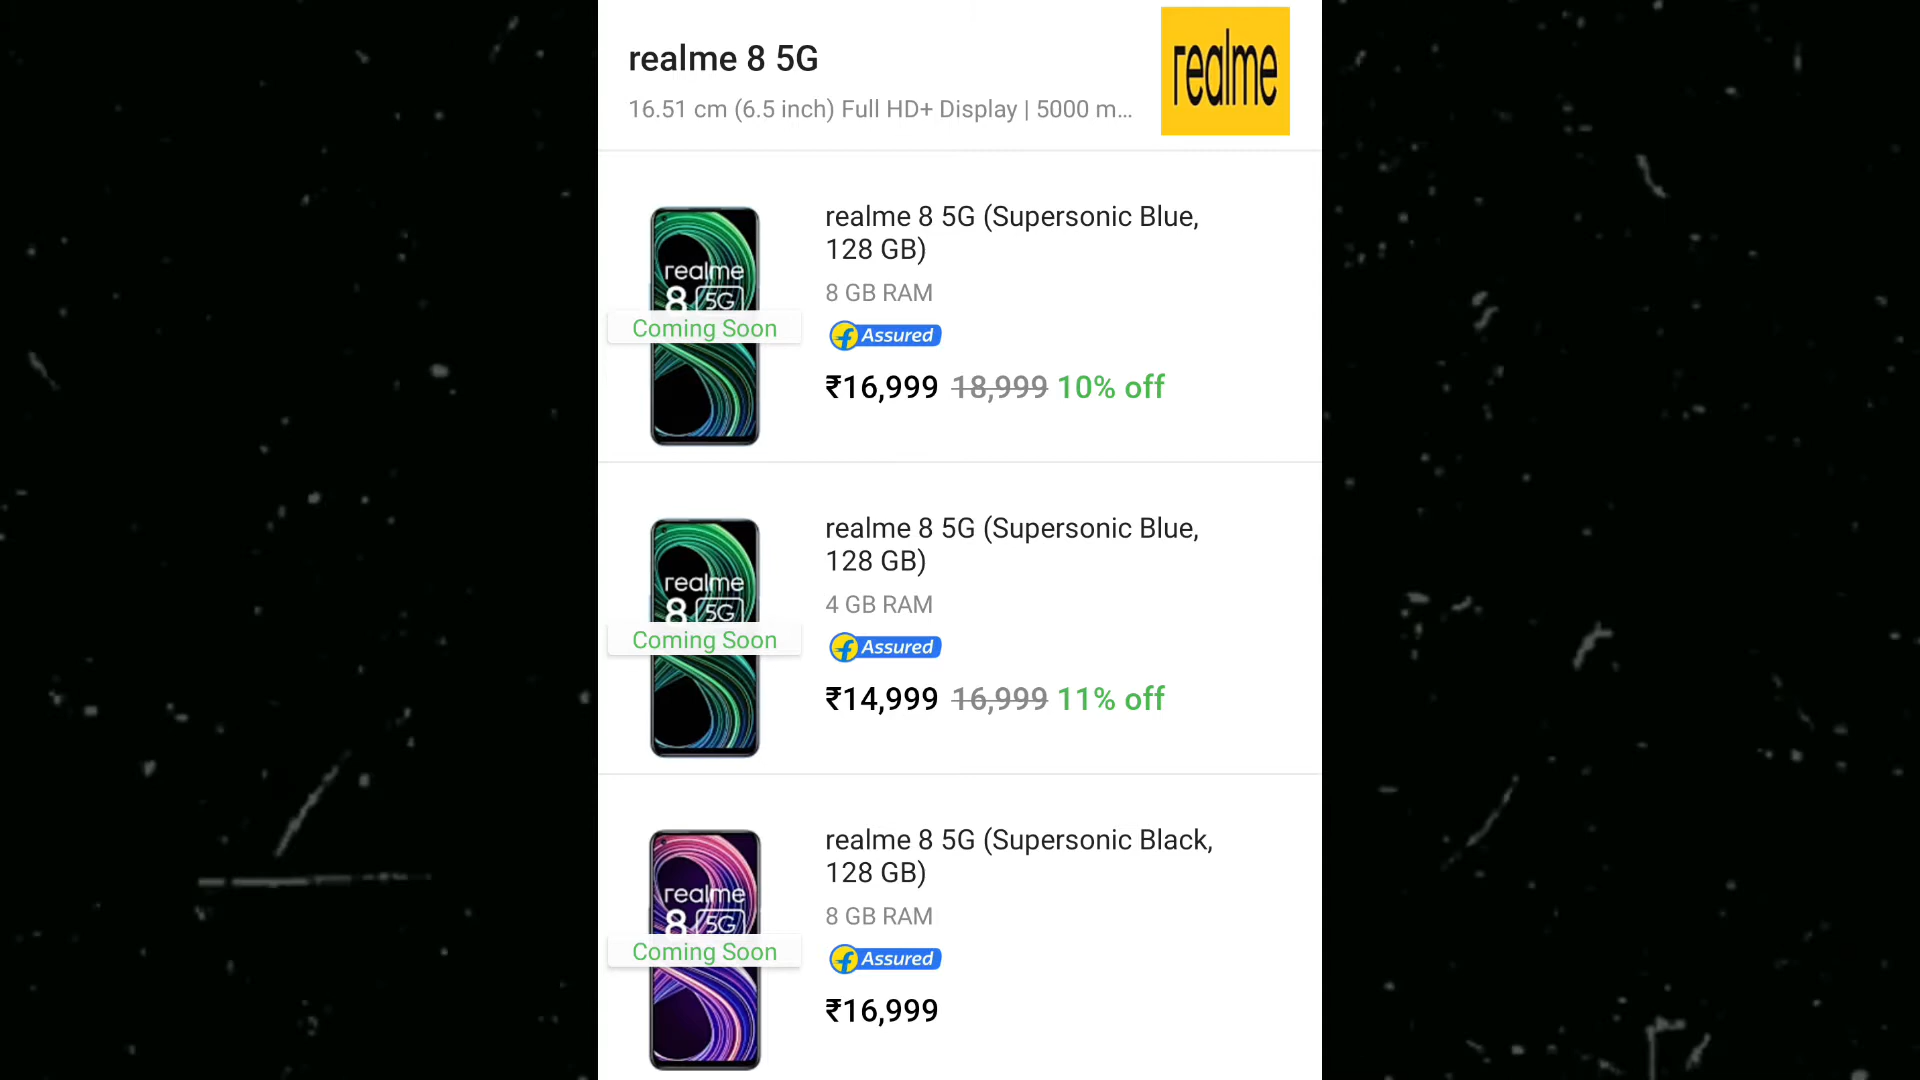 realme 8 5G
16.51 cm (6.5 inch) Full HD+ Display | 5000 m...
realme
realme 8 5G (Supersonic Blue,
128 GB)
8 GB RAM
Assured
₹16,999 18,999 10% off
realme
8 5G
Coming Soon
realme 8 5G (Supersonic Blue,
128 GB)
4 GB RAM
Assured
₹14,999 16,999 11% off
realme
8 5G
Coming Soon
realme 8 5G (Supersonic Black,
128 GB)
8 GB RAM
Assured
₹16,999
realme
8 5G
Coming Soon